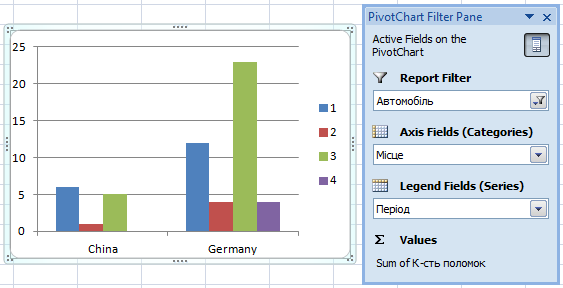 25
20
15
10
5
0
China
Germany
1
2
3
4
PivotChart Filter Pane
Active Fields on the
PivotChart
Report Filter
Автомобіль
Axis Fields (Categories)
Місце
Legend Fields (Series)
Період
Σ Values
Sum of К-сть поломок